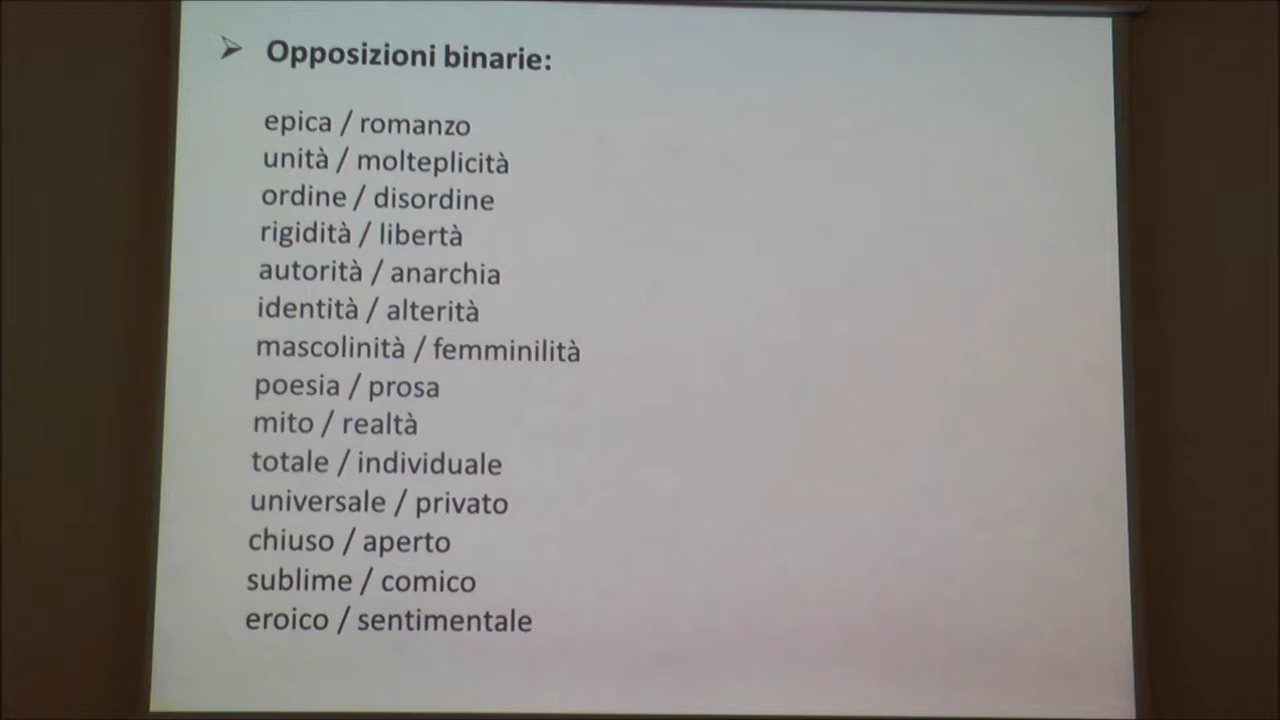 Opposizioni binarie:
epica / romanzo
unità / molteplicità
ordine / disordine
rigidità / libertà
autorità / anarchia
identità / alterità
mascolinità / femminilità
poesia / prosa
mito / realtà
totale / individuale
universale / privato
chiuso / aperto
sublime / comico
eroico / sentimentale